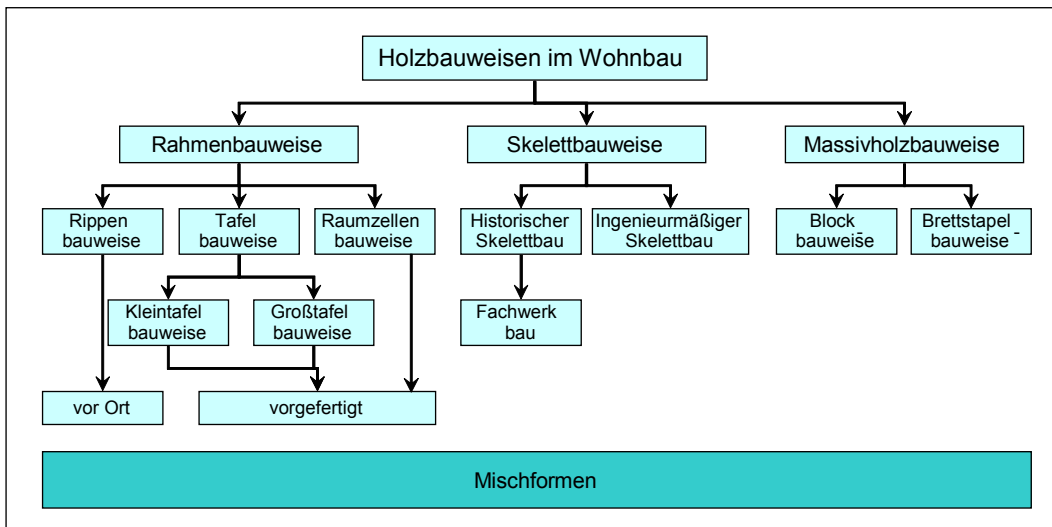 Holzbauweisen im Wohnbau
Rahmenbauweise
Skelettbauweise
Massivholzbauweise
Rippen
bauweise
Tafel
bauweise
Raumzellen
bauweise
Historischer
Skelettbau
Ingenieurmäßiger
Skelettbau
Block-
bauweise
Brettstapel-
bauweise
Kleintafel
bauweise
Großtafel
bauweise
Fachwerk
bau
vor Ort
vorgefertigt
Mischformen